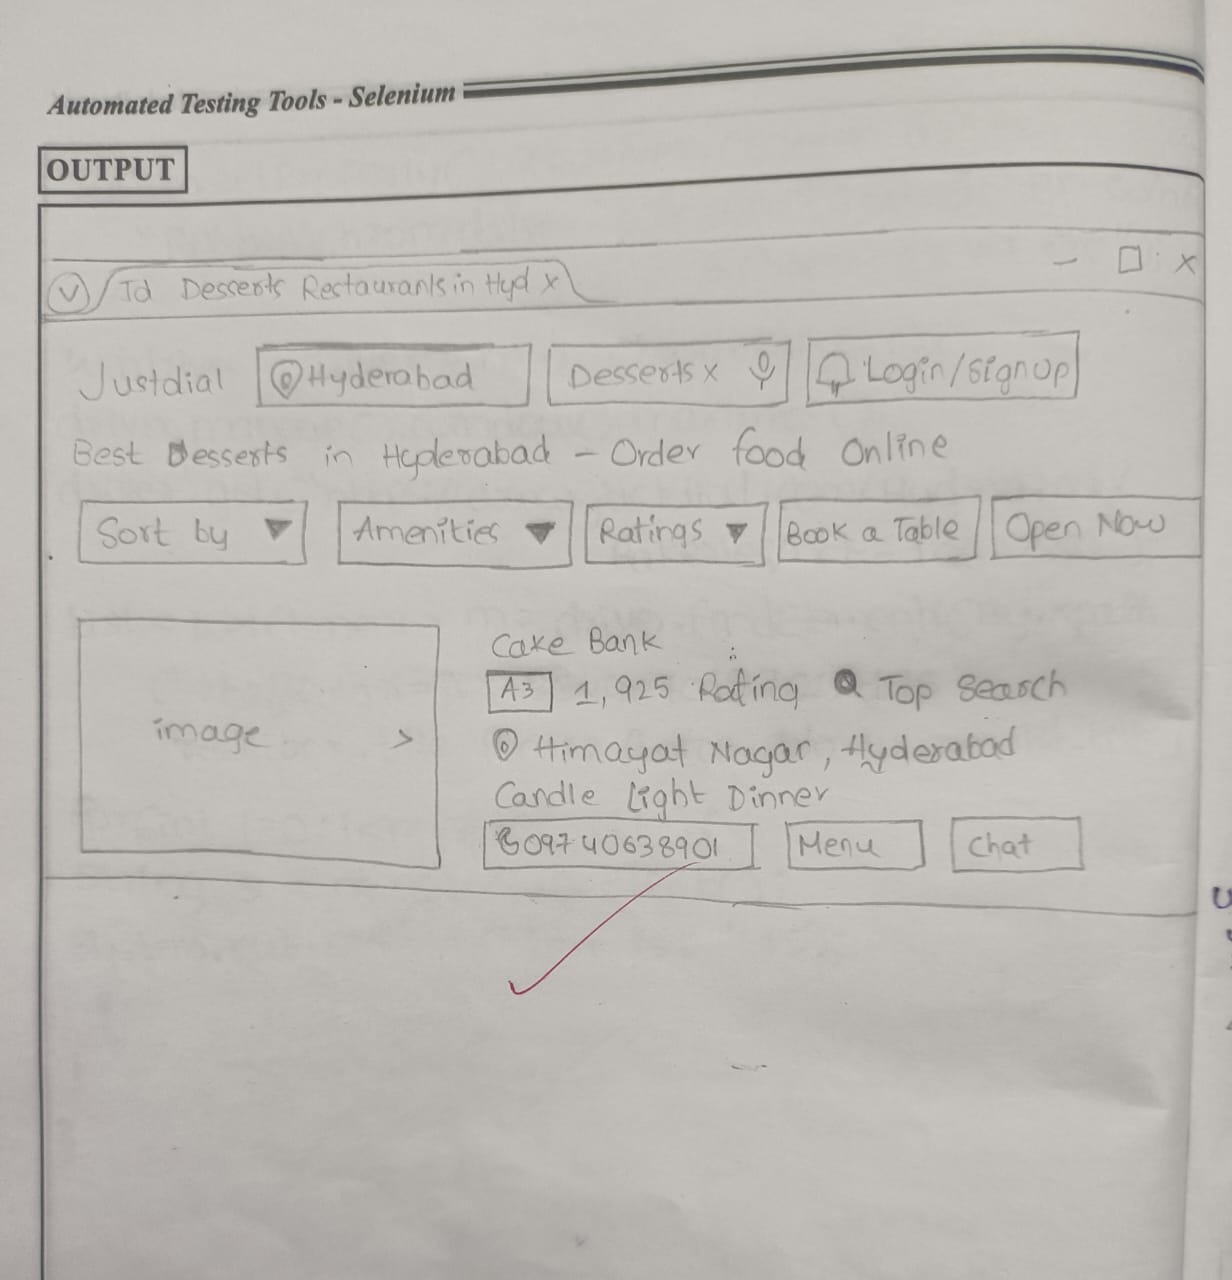 Automated Testing Tools - Selenium
OUTPUT
Jd Desserts Restaurants in Hyd x
Justdial Hyderabad Desserts x Login/Signup
Best Desserts in Hyderabad - Order food Online
Sort by Amenities Ratings Book a Table Open Now
Cake Bank
image > A3 1,925 Rating Top Search
Himayat Nagar, Hyderabad
Candle Light Dinner
09740638901 Menu Chat